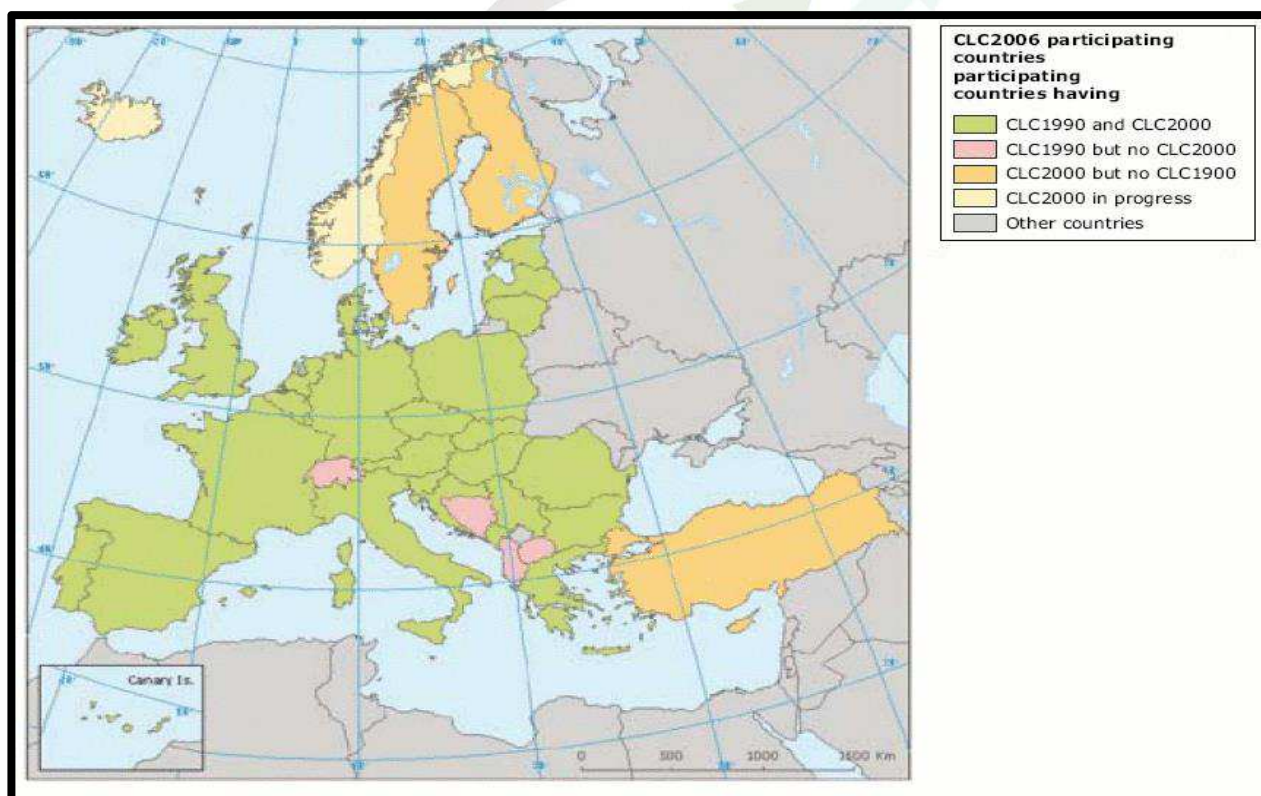 CLC2006 participating
countries
participating
countries having
CLC1990 and CLC2000
CLC1990 but no CLC2000
CLC2000 but no CLC1900
CLC2000 in progress
Other countries
Canary Is.
0 500 1000 1500 Km